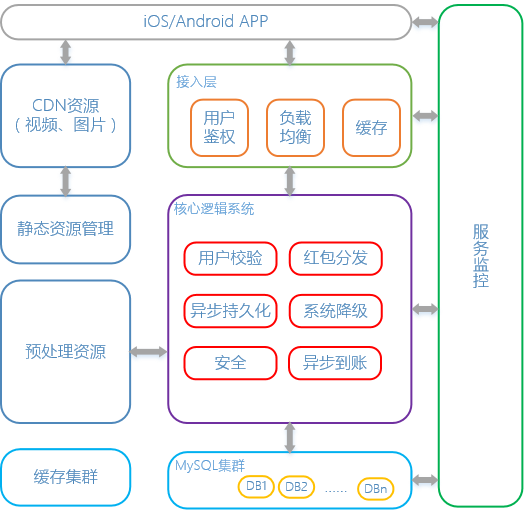 iOS/Android APP
CDN资源
（视频、图片）
静态资源管理
预处理资源
缓存集群
接入层
用户
鉴权
负载
均衡
缓存
核心逻辑系统
用户校验
红包分发
异步持久化
系统降级
安全
异步到账
MySQL集群
DB1
DB2
......
DBn
服务监控